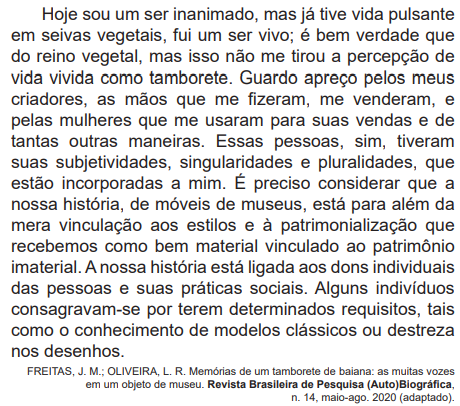 Hoje sou um ser inanimado, mas já tive vida pulsante
em seivas vegetais, fui um ser vivo; é bem verdade que
do reino vegetal, mas isso não me tirou a percepção de
vida vivida como tamborete. Guardo apreço pelos meus
criadores, as mãos que me fizeram, me venderam, e
pelas mulheres que me usaram para suas vendas e de
tantas outras maneiras. Essas pessoas, sim, tiveram
suas subjetividades, singularidades e pluralidades, que
estão incorporadas a mim. É preciso considerar que a
nossa história, de móveis de museus, está para além da
mera vinculação aos estilos e à patrimonialização que
recebemos como bem material vinculado ao patrimônio
imaterial. A nossa história está ligada aos dons individuais
das pessoas e suas práticas sociais. Alguns indivíduos
consagravam-se por terem determinados requisitos, tais
como o conhecimento de modelos clássicos ou destreza
nos desenhos.
FREITAS, J. M.; OLIVEIRA, L. R. Memórias de um tamborete de baiana: as muitas vozes
em um objeto de museu. Revista Brasileira de Pesquisa (Auto)Biográfica,
n. 14, maio-ago. 2020 (adaptado).